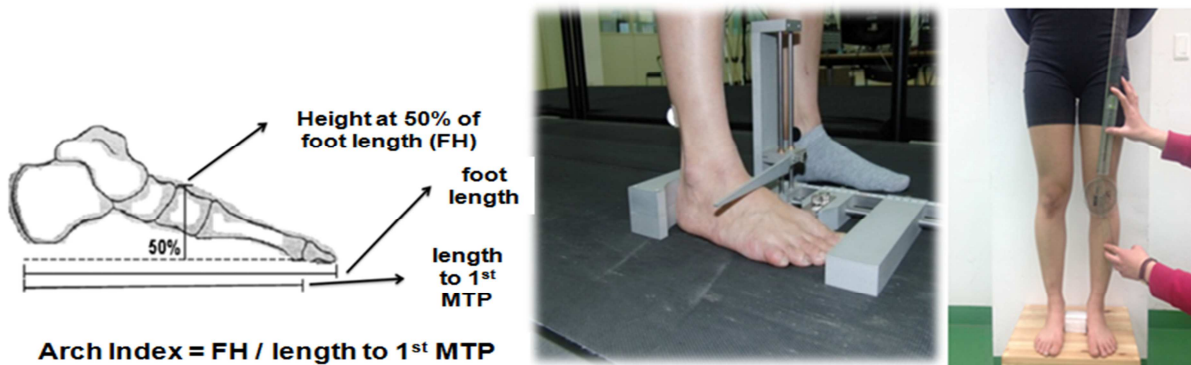 Height at 50% of
foot length (FH)
foot
length
50%
length
to 1st
MTP
Arch Index = FH / length to 1st MTP